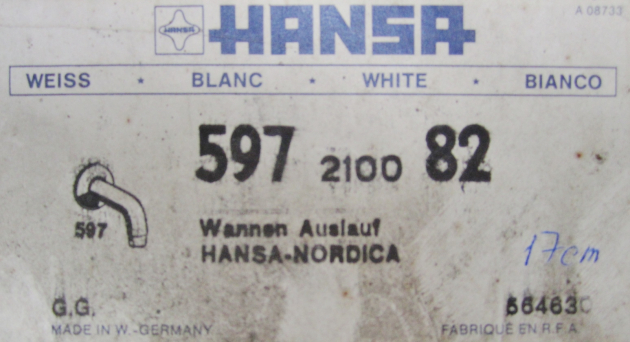 A 08733
HANSA HANSA
WEISS * BLANC * WHITE * BIANCO
597 2100 82
597
Wannen Auslauf
HANSA-NORDICA
17cm
G.G.
564630
MADE IN W.-GERMANY
FABRIQUÉ EN R.F.A.